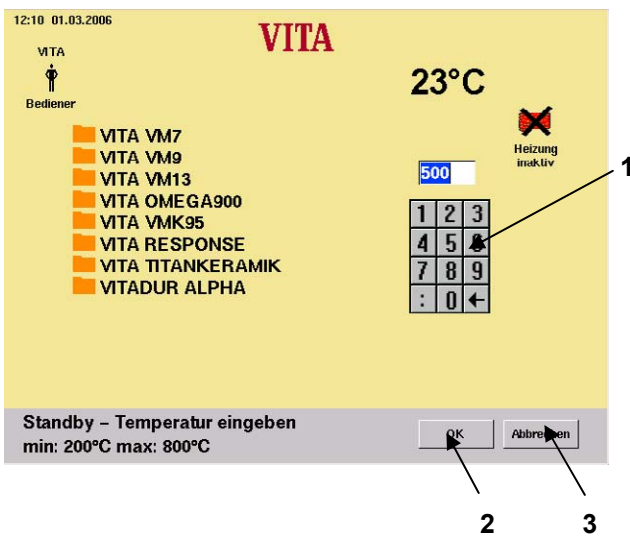 12:10 01.03.2006
VITA
VITA
Bediener
23°C
Heizung
inaktiv
VITA VM7
VITA VM9
VITA VM13
VITA OMEGA900
VITA VMK95
VITA RESPONSE
VITA TITANKERAMIK
VITADUR ALPHA
500
1
1 2 3
4 5 6
7 8 9
: 0 ←
Standby – Temperatur eingeben
min: 200°C max: 800°C
OK
Abbrechen
2
3